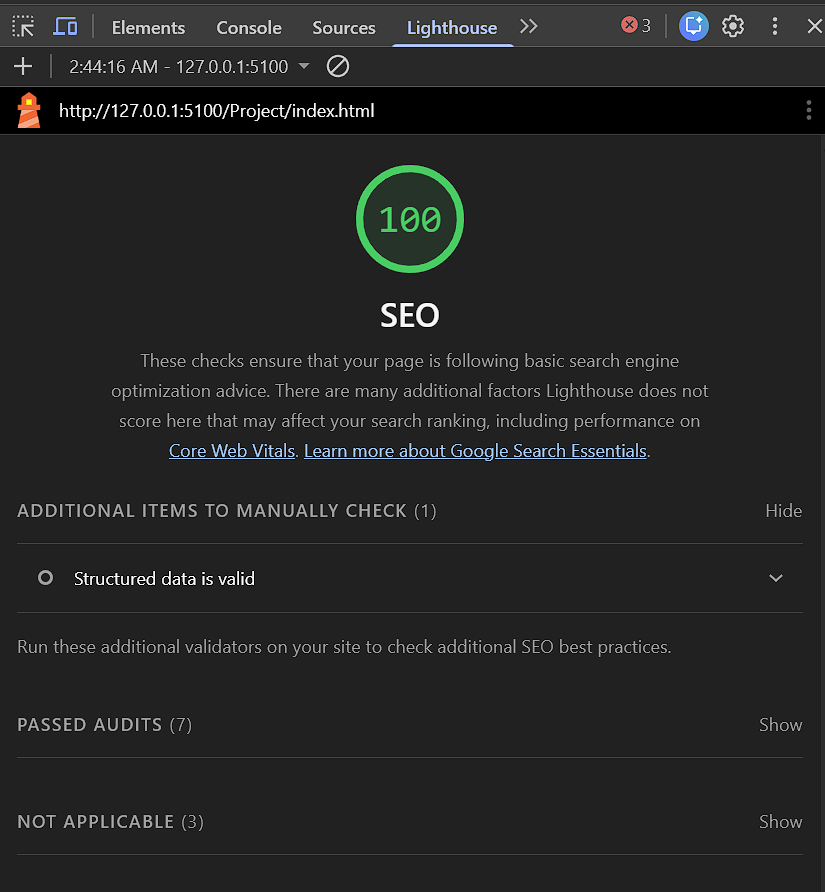 Elements Console Sources Lighthouse 3
2:44:16 AM - 127.0.0.1:5100
http://127.0.0.1:5100/Project/index.html
100
SEO
These checks ensure that your page is following basic search engine
optimization advice. There are many additional factors Lighthouse does not
score here that may affect your search ranking, including performance on
Core Web Vitals. Learn more about Google Search Essentials.
ADDITIONAL ITEMS TO MANUALLY CHECK (1) Hide
Structured data is valid
Run these additional validators on your site to check additional SEO best practices.
PASSED AUDITS (7) Show
NOT APPLICABLE (3) Show